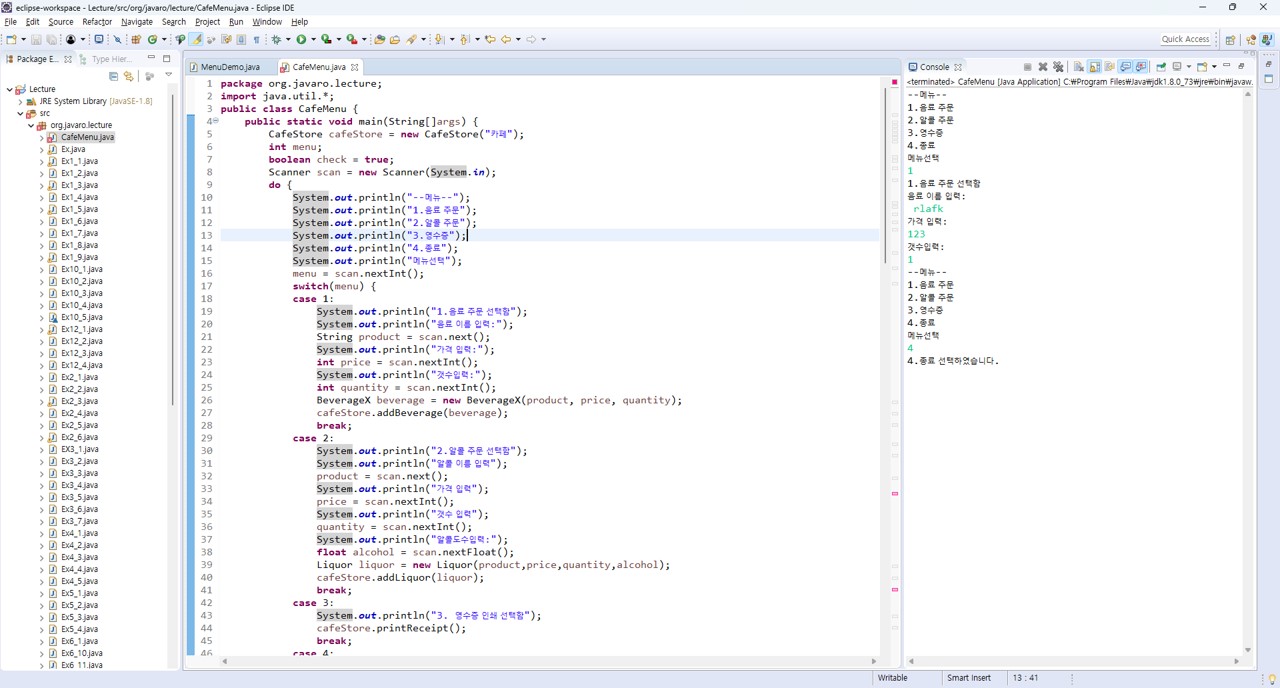 eclipse-workspace - Lecture/src/org/javaro/lecture/CafeMenu.java - Eclipse IDE
File Edit Source Refactor Navigate Search Project Run Window Help
Quick Access
Package E...
Type Hier...
Lecture
JRE System Library [JavaSE-1.8]
src
org.javaro.lecture
CafeMenu.java
Ex.java
Ex1_1.java
Ex1_2.java
Ex1_3.java
Ex1_4.java
Ex1_5.java
Ex1_6.java
Ex1_7.java
Ex1_8.java
Ex1_9.java
Ex10_1.java
Ex10_2.java
Ex10_3.java
Ex10_4.java
Ex10_5.java
Ex12_1.java
Ex12_2.java
Ex12_3.java
Ex12_4.java
Ex2_1.java
Ex2_2.java
Ex2_3.java
Ex2_4.java
Ex2_5.java
Ex2_6.java
EX3_1.java
Ex3_2.java
Ex3_3.java
Ex3_4.java
Ex3_5.java
Ex3_6.java
Ex3_7.java
Ex4_1.java
Ex4_2.java
Ex4_3.java
Ex4_4.java
Ex4_5.java
Ex5_1.java
Ex5_2.java
Ex5_3.java
Ex5_4.java
Ex6_1.java
Ex6_10.java
Ex6_11.java
MenuDemo.java
CafeMenu.java
1 package org.javaro.lecture;
2 import java.util.*;
3 public class CafeMenu {
4 public static void main(String[]args) {
5 CafeStore cafeStore = new CafeStore("카페");
6 int menu;
7 boolean check = true;
8 Scanner scan = new Scanner(System.in);
9 do {
10 System.out.println("--메뉴--");
11 System.out.println("1.음료 주문");
12 System.out.println("2.알콜 주문");
13 System.out.println("3.영수증");
14 System.out.println("4.종료");
15 System.out.println("메뉴선택");
16 menu = scan.nextInt();
17 switch(menu) {
18 case 1:
19 System.out.println("1.음료 주문 선택함");
20 System.out.println("음료 이름 입력:");
21 String product = scan.next();
22 System.out.println("가격 입력:");
23 int price = scan.nextInt();
24 System.out.println("갯수입력:");
25 int quantity = scan.nextInt();
26 BeverageX beverage = new BeverageX(product, price, quantity);
27 cafeStore.addBeverage(beverage);
28 break;
29 case 2:
30 System.out.println("2.알콜 주문 선택함");
31 System.out.println("알콜 이름 입력");
32 product = scan.next();
33 System.out.println("가격 입력");
34 price = scan.nextInt();
35 System.out.println("갯수 입력");
36 quantity = scan.nextInt();
37 System.out.println("알콜도수입력:");
38 float alcohol = scan.nextFloat();
39 Liquor liquor = new Liquor(product,price,quantity,alcohol);
40 cafeStore.addLiquor(liquor);
41 break;
42 case 3:
43 System.out.println("3. 영수증 인쇄 선택함");
44 cafeStore.printReceipt();
45 break;
46 case 4:
Console
<terminated> CafeMenu [Java Application] C:₩Program Files₩Java₩jdk1.8.0_73₩jre₩bin₩javaw.
--메뉴--
1.음료 주문
2.알콜 주문
3.영수증
4.종료
메뉴선택
1
1.음료 주문 선택함
음료 이름 입력:
rlafk
가격 입력:
123
갯수입력:
1
--메뉴--
1.음료 주문
2.알콜 주문
3.영수증
4.종료
메뉴선택
4
4.종료 선택하였습니다.
Writable
Smart Insert
13 : 41